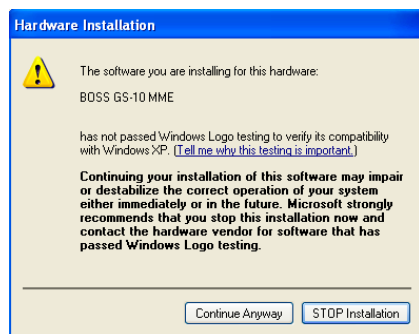 Hardware Installation
The software you are installing for this hardware:
BOSS GS-10 MME
has not passed Windows Logo testing to verify its compatibility
with Windows XP. (Tell me why this testing is important.)
Continuing your installation of this software may impair
or destabilize the correct operation of your system
either immediately or in the future. Microsoft strongly
recommends that you stop this installation now and
contact the hardware vendor for software that has
passed Windows Logo testing.
Continue Anyway STOP Installation